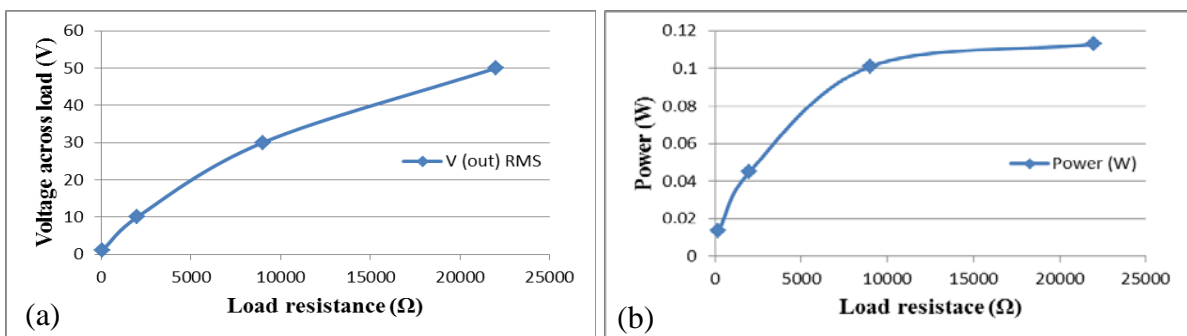 60
50
40
30
20
10
0
Voltage across load (V)
V (out) RMS
0 5000 10000 15000 20000 25000
Load resistance (Ω)
(a)
0.12
0.1
0.08
0.06
0.04
0.02
0
Power (W)
Power (W)
0 5000 10000 15000 20000 25000
Load resistace (Ω)
(b)